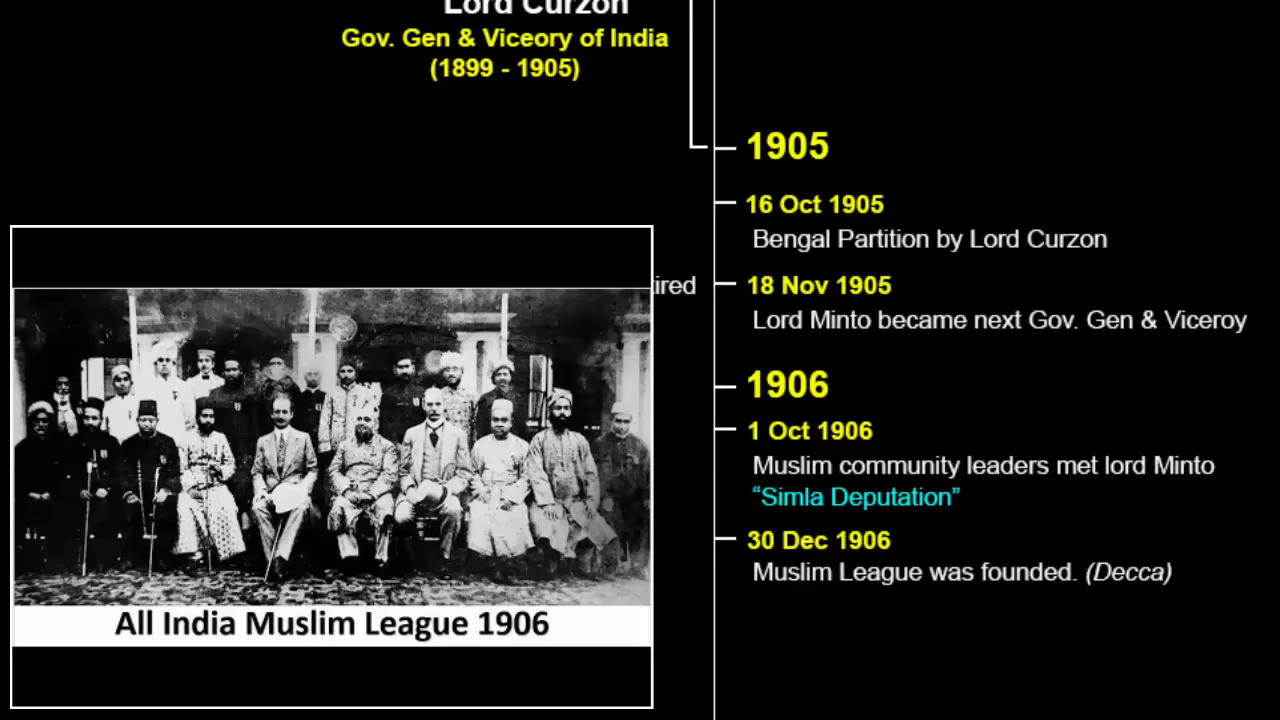 Lord Curzon
Gov. Gen & Viceory of India
(1899 - 1905)
1905
16 Oct 1905
Bengal Partition by Lord Curzon
ired
18 Nov 1905
Lord Minto became next Gov. Gen & Viceroy
1906
1 Oct 1906
Muslim community leaders met lord Minto
“Simla Deputation”
30 Dec 1906
Muslim League was founded. (Decca)
All India Muslim League 1906